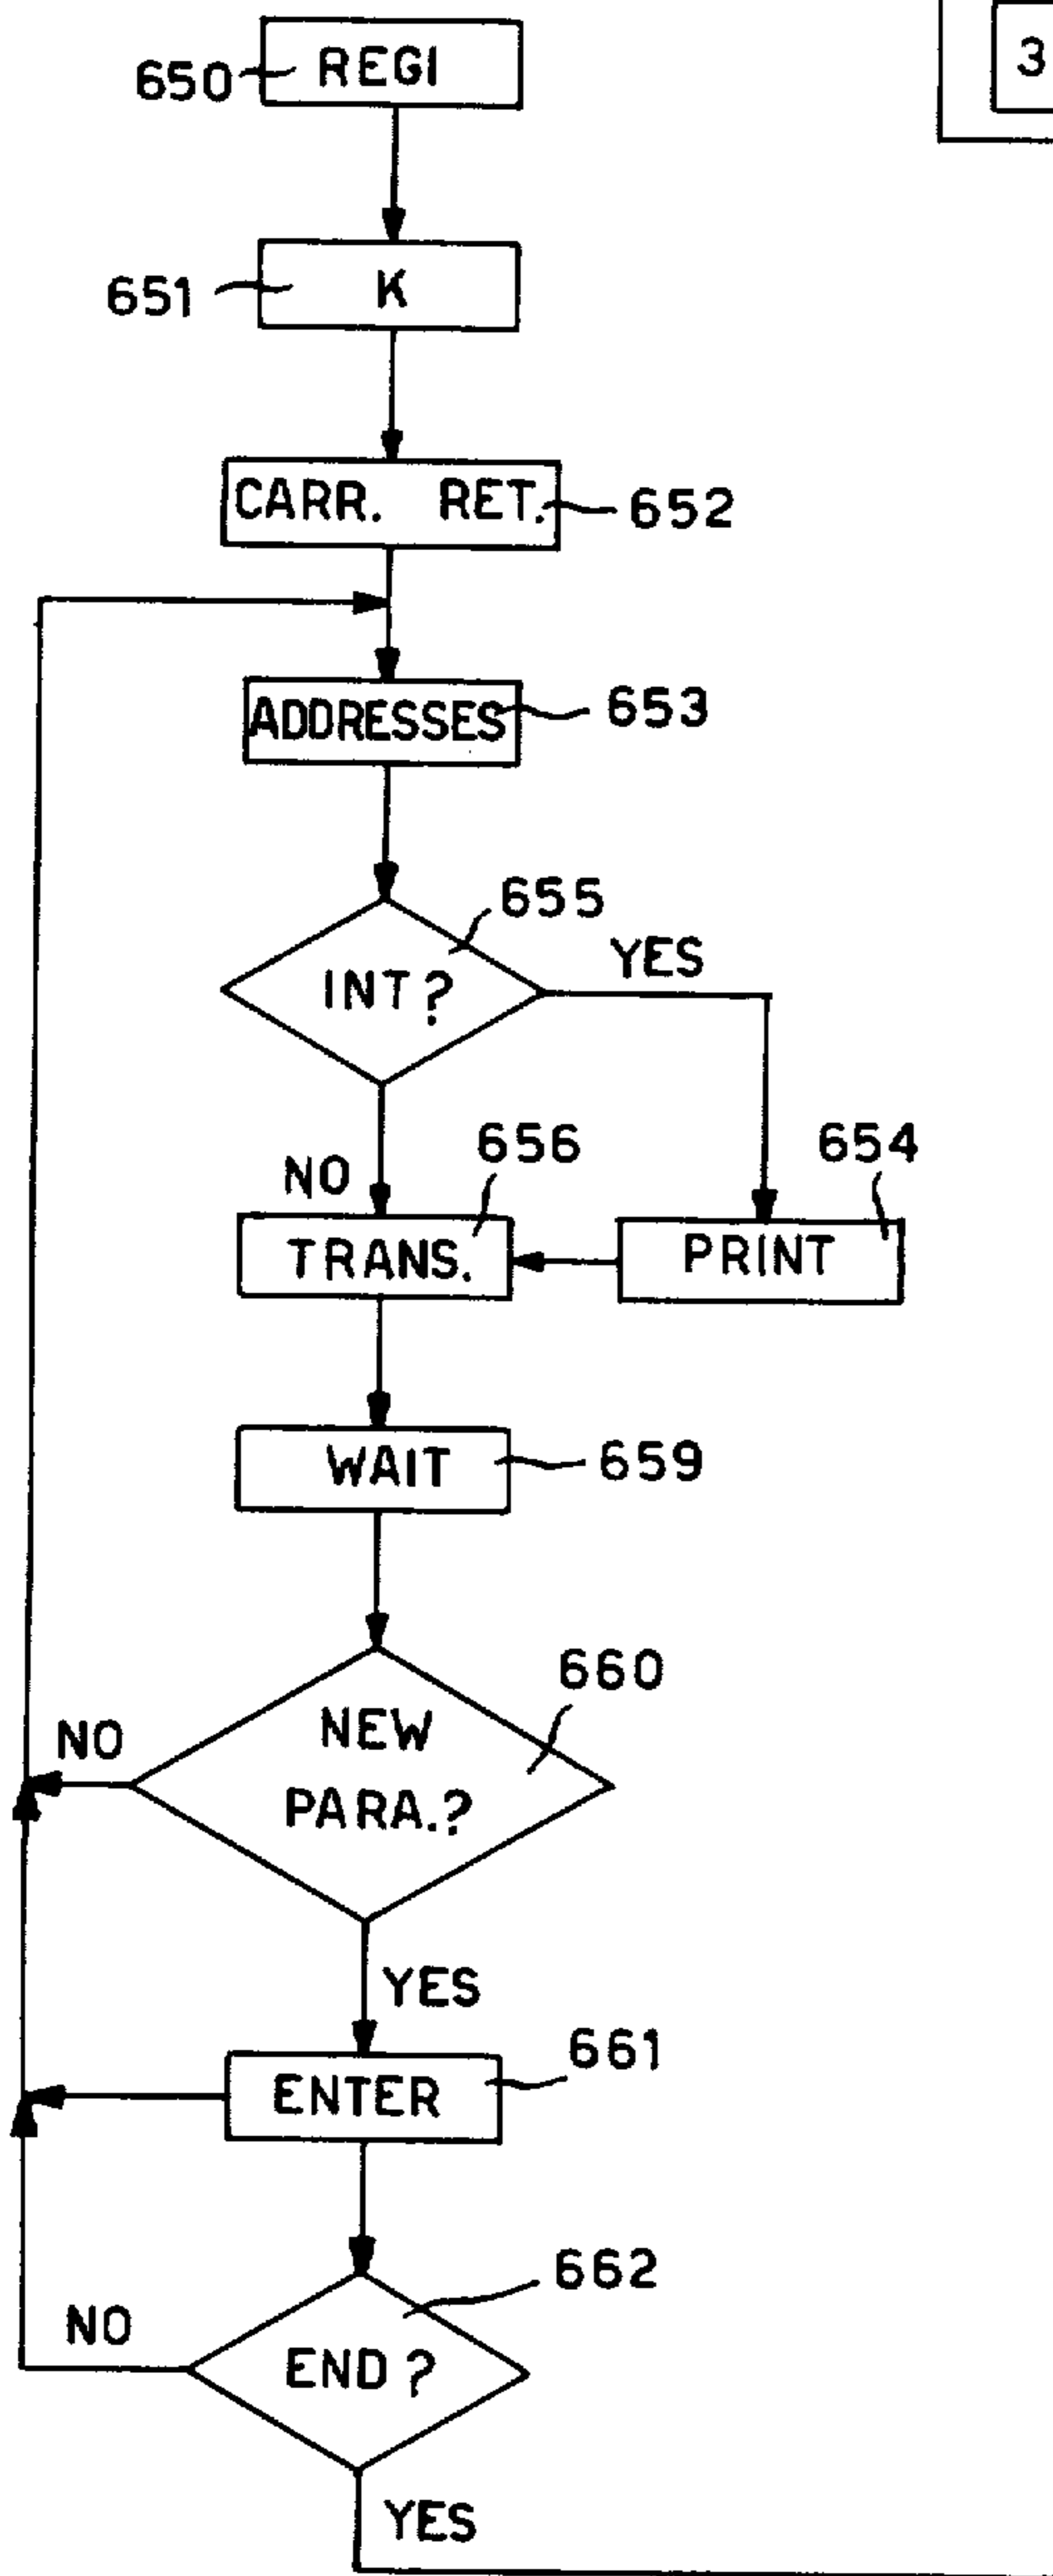 3
650 REGI
651 K
CARR. RET. 652
ADDRESSES 653
655
INT?
YES
NO
656
654
TRANS.
PRINT
WAIT 659
660
NO
NEW
PARA.?
YES
661
ENTER
662
NO
END?
YES